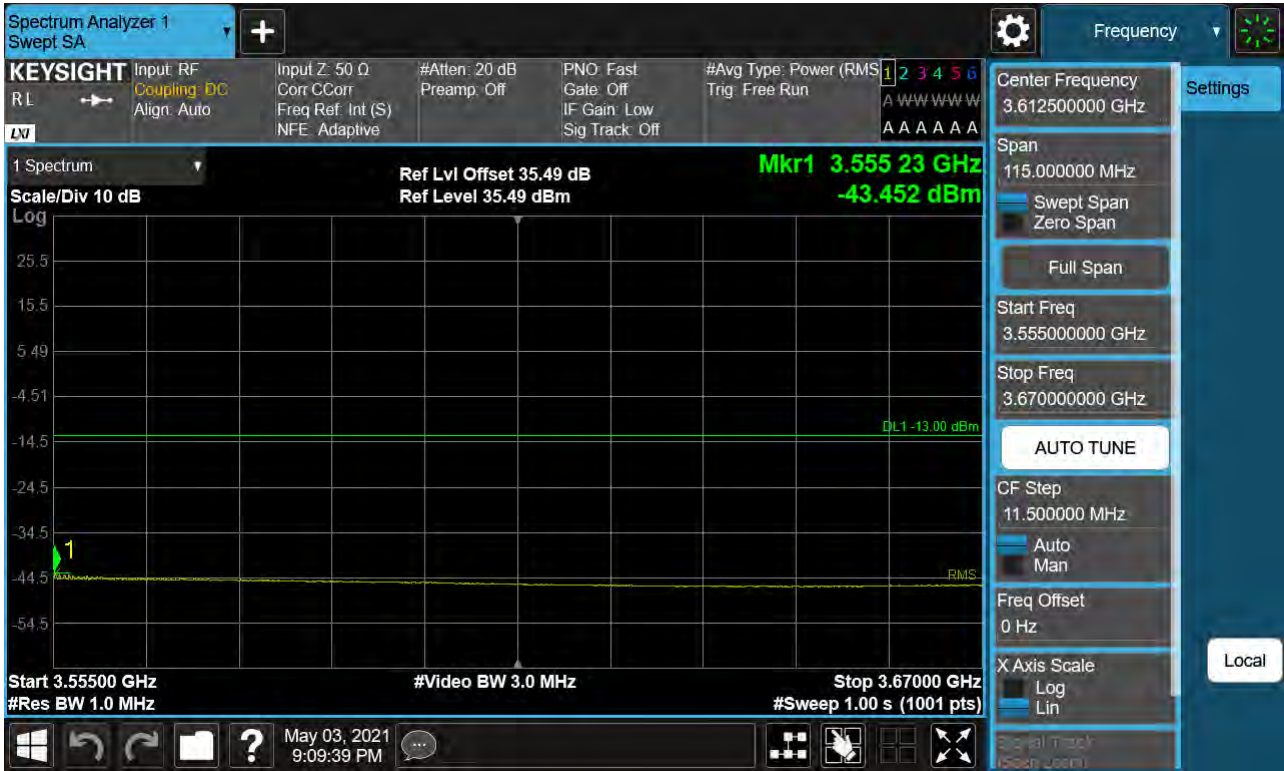 Spectrum Analyzer 1
Swept SA
+
Frequency
KEYSIGHT
RL
LXI
Input: RF
Coupling: DC
Align: Auto
Input Z: 50 Ω
Corr CCorr
Freq Ref: Int (S)
NFE: Adaptive
#Atten: 20 dB
Preamp: Off
PNO: Fast
Gate: Off
IF Gain: Low
Sig Track: Off
#Avg Type: Power (RMS
Trig: Free Run
1 2 3 4 5 6
A W W W W W
A A A A A A
1 Spectrum
Scale/Div 10 dB
Log
Ref Lvl Offset 35.49 dB
Ref Level 35.49 dBm
Mkr1 3.555 23 GHz
-43.452 dBm
25.5
15.5
5.49
-4.51
DL1 -13.00 dBm
-14.5
-24.5
-34.5
1
-44.5
RMS
-54.5
Start 3.55500 GHz
#Res BW 1.0 MHz
#Video BW 3.0 MHz
Stop 3.67000 GHz
#Sweep 1.00 s (1001 pts)
?
May 03, 2021
9:09:39 PM
Center Frequency
3.612500000 GHz
Span
115.000000 MHz
Swept Span
Zero Span
Full Span
Start Freq
3.555000000 GHz
Stop Freq
3.670000000 GHz
AUTO TUNE
CF Step
11.500000 MHz
Auto
Man
Freq Offset
0 Hz
X Axis Scale
Log
Lin
Signal Track
(Span Zoom)
Settings
Local